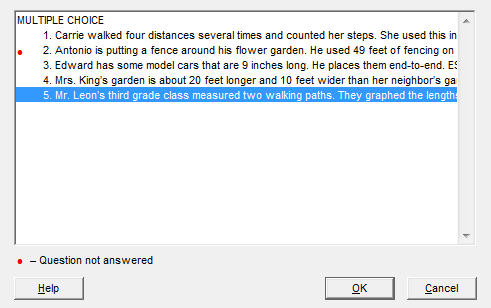 MULTIPLE CHOICE
1. Carrie walked four distances several times and counted her steps. She used this in
2. Antonio is putting a fence around his flower garden. He used 49 feet of fencing on
3. Edward has some model cars that are 9 inches long. He places them end-to-end. ES
4. Mrs. King's garden is about 20 feet longer and 10 feet wider than her neighbor's ga
5. Mr. Leon's third grade class measured two walking paths. They graphed the lengths
– Question not answered
Help OK Cancel